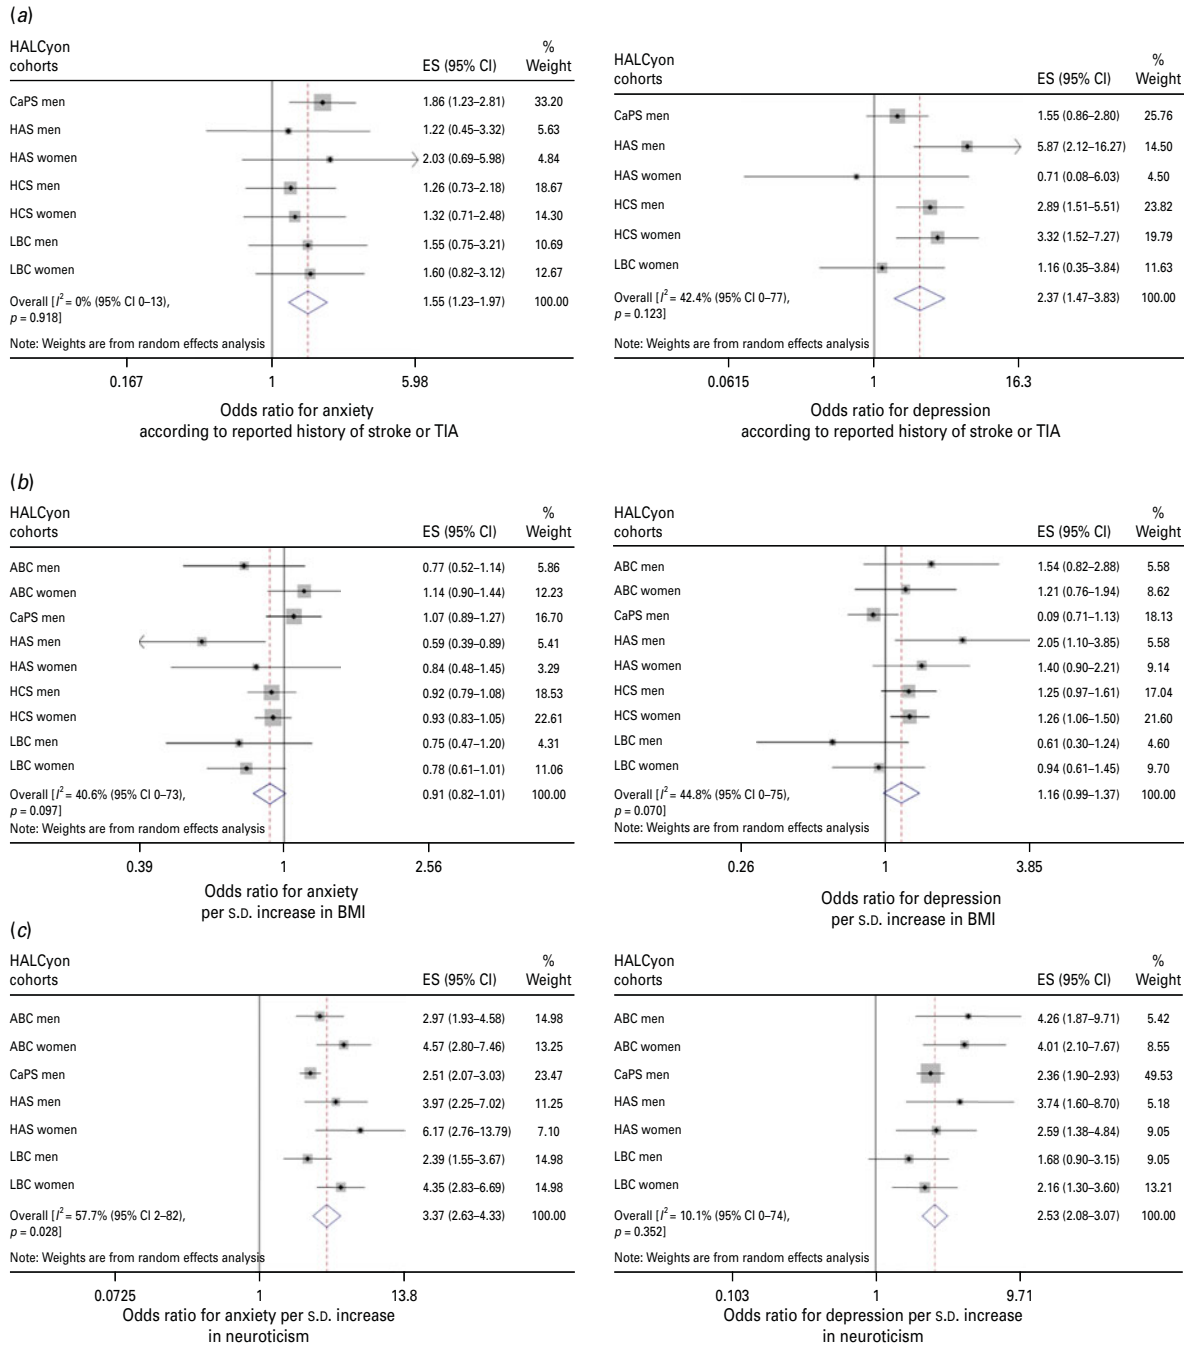 (a)
HALCyon
cohorts ES (95% CI) % Weight
CaPS men 1.86 (1.23–2.81) 33.20
HAS men 1.22 (0.45–3.32) 5.63
HAS women 2.03 (0.69–5.98) 4.84
HCS men 1.26 (0.73–2.18) 18.67
HCS women 1.32 (0.71–2.48) 14.30
LBC men 1.55 (0.75–3.21) 10.69
LBC women 1.60 (0.82–3.12) 12.67
Overall [I² = 0% (95% CI 0–13), 1.55 (1.23–1.97) 100.00
p = 0.918]
Note: Weights are from random effects analysis
0.167 1 5.98
Odds ratio for anxiety
according to reported history of stroke or TIA
HALCyon
cohorts ES (95% CI) % Weight
CaPS men 1.55 (0.86–2.80) 25.76
HAS men 5.87 (2.12–16.27) 14.50
HAS women 0.71 (0.08–6.03) 4.50
HCS men 2.89 (1.51–5.51) 23.82
HCS women 3.32 (1.52–7.27) 19.79
LBC women 1.16 (0.35–3.84) 11.63
Overall [I² = 42.4% (95% CI 0–77), 2.37 (1.47–3.83) 100.00
p = 0.123]
Note: Weights are from random effects analysis
0.0615 1 16.3
Odds ratio for depression
according to reported history of stroke or TIA
(b)
HALCyon
cohorts ES (95% CI) % Weight
ABC men 0.77 (0.52–1.14) 5.86
ABC women 1.14 (0.90–1.44) 12.23
CaPS men 1.07 (0.89–1.27) 16.70
HAS men 0.59 (0.39–0.89) 5.41
HAS women 0.84 (0.48–1.45) 3.29
HCS men 0.92 (0.79–1.08) 18.53
HCS women 0.93 (0.83–1.05) 22.61
LBC men 0.75 (0.47–1.20) 4.31
LBC women 0.78 (0.61–1.01) 11.06
Overall [I² = 40.6% (95% CI 0–73), 0.91 (0.82–1.01) 100.00
p = 0.097]
Note: Weights are from random effects analysis
0.39 1 2.56
Odds ratio for anxiety
per S.D. increase in BMI
HALCyon
cohorts ES (95% CI) % Weight
ABC men 1.54 (0.82–2.88) 5.58
ABC women 1.21 (0.76–1.94) 8.62
CaPS men 0.09 (0.71–1.13) 18.13
HAS men 2.05 (1.10–3.85) 5.58
HAS women 1.40 (0.90–2.21) 9.14
HCS men 1.25 (0.97–1.61) 17.04
HCS women 1.26 (1.06–1.50) 21.60
LBC men 0.61 (0.30–1.24) 4.60
LBC women 0.94 (0.61–1.45) 9.70
Overall [I² = 44.8% (95% CI 0–75), 1.16 (0.99–1.37) 100.00
p = 0.070]
Note: Weights are from random effects analysis
0.26 1 3.85
Odds ratio for depression
per S.D. increase in BMI
(c)
HALCyon
cohorts ES (95% CI) % Weight
ABC men 2.97 (1.93–4.58) 14.98
ABC women 4.57 (2.80–7.46) 13.25
CaPS men 2.51 (2.07–3.03) 23.47
HAS men 3.97 (2.25–7.02) 11.25
HAS women 6.17 (2.76–13.79) 7.10
LBC men 2.39 (1.55–3.67) 14.98
LBC women 4.35 (2.83–6.69) 14.98
Overall [I² = 57.7% (95% CI 2–82), 3.37 (2.63–4.33) 100.00
p = 0.028]
Note: Weights are from random effects analysis
0.0725 1 13.8
Odds ratio for anxiety per S.D. increase
in neuroticism
HALCyon
cohorts ES (95% CI) % Weight
ABC men 4.26 (1.87–9.71) 5.42
ABC women 4.01 (2.10–7.67) 8.55
CaPS men 2.36 (1.90–2.93) 49.53
HAS men 3.74 (1.60–8.70) 5.18
HAS women 2.59 (1.38–4.84) 9.05
LBC men 1.68 (0.90–3.15) 9.05
LBC women 2.16 (1.30–3.60) 13.21
Overall [I² = 10.1% (95% CI 0–74), 2.53 (2.08–3.07) 100.00
p = 0.352]
Note: Weights are from random effects analysis
0.103 1 9.71
Odds ratio for depression per S.D. increase
in neuroticism